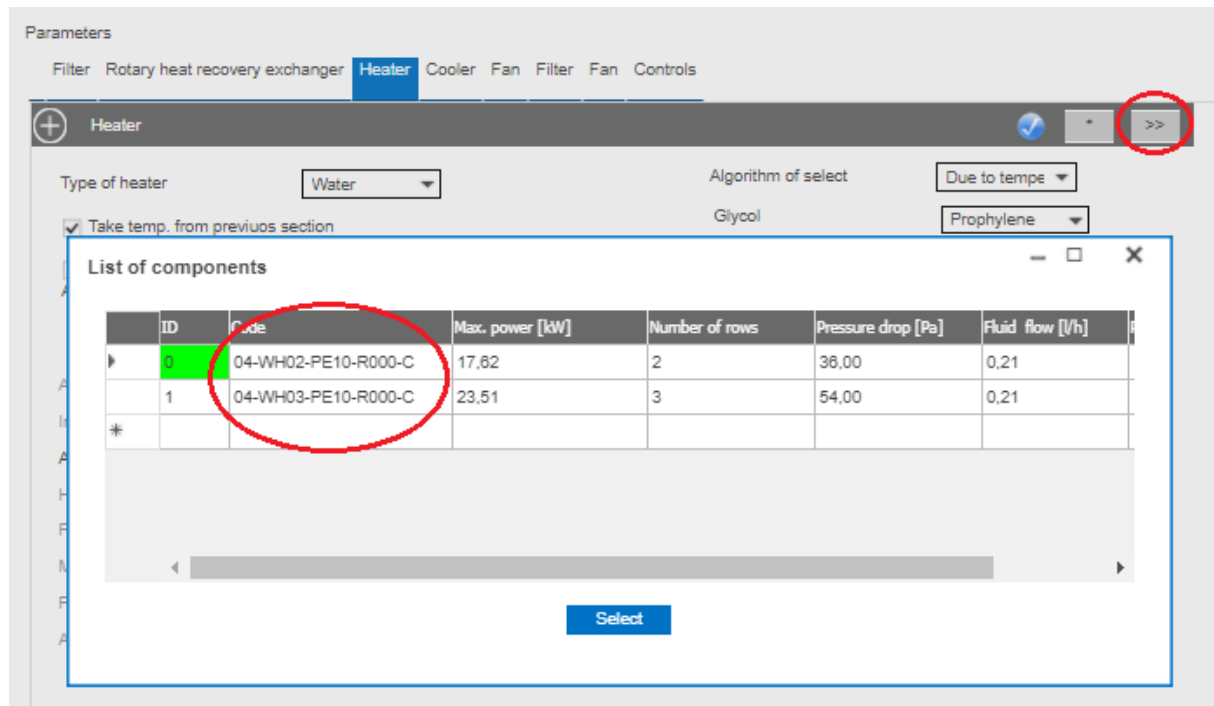 Parameters
Filter Rotary heat recovery exchanger Heater Cooler Fan Filter Fan Controls
Heater * >>
Type of heater Water Algorithm of select Due to tempe
Take temp. from previuos section Glycol Prophylene
List of components
ID Code Max. power [kW] Number of rows Pressure drop [Pa] Fluid flow [l/h]
0 04-WH02-PE10-R000-C 17,62 2 36,00 0,21
1 04-WH03-PE10-R000-C 23,51 3 54,00 0,21
Select